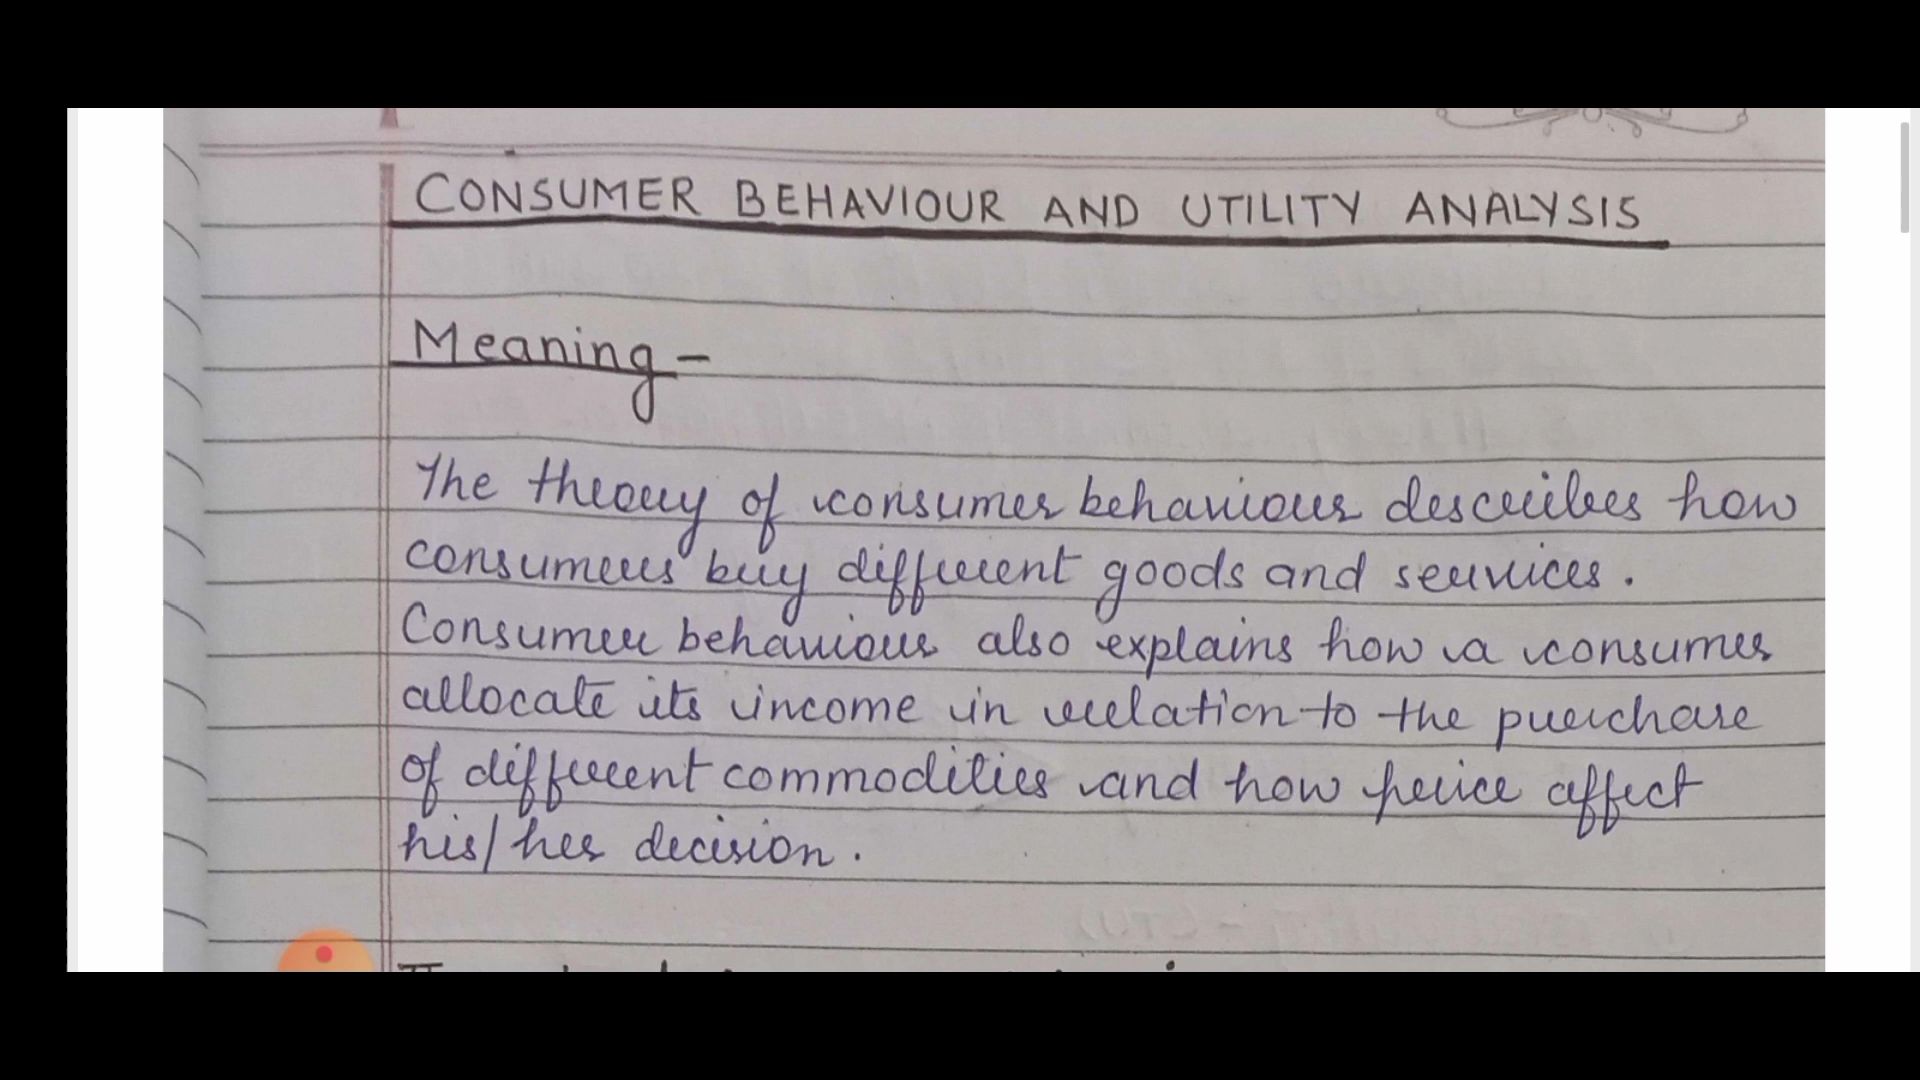 CONSUMER BEHAVIOUR AND UTILITY ANALYSIS
Meaning -
The theory of consumer behaviour describes how
consumers buy different goods and services.
Consumer behaviour also explains how a consumer
allocate its income in relation to the purchase
of different commodities and how price affect
his/her decision.